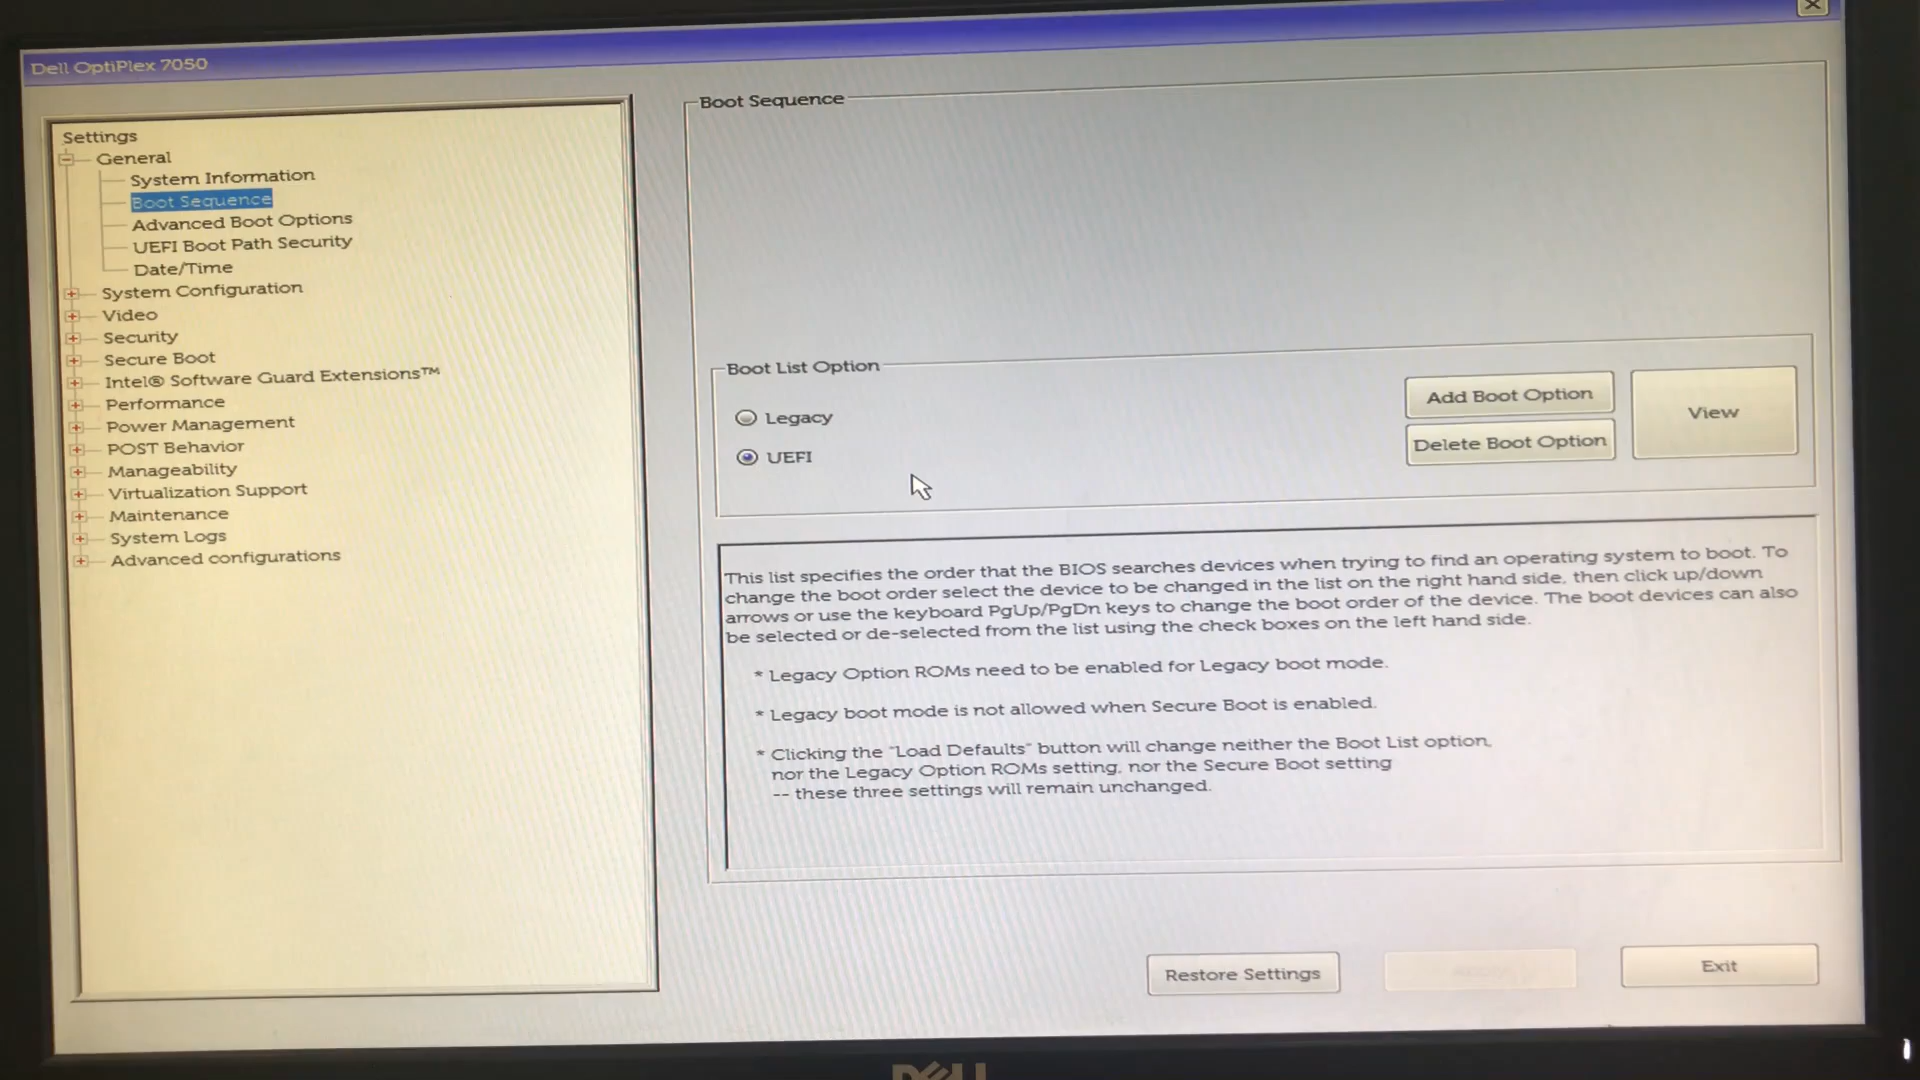 Dell OptiPlex 7050
Settings
General
System Information
Boot Sequence
Advanced Boot Options
UEFI Boot Path Security
Date/Time
System Configuration
Video
Security
Secure Boot
Intel® Software Guard Extensions™
Performance
Power Management
POST Behavior
Manageability
Virtualization Support
Maintenance
System Logs
Advanced configurations
Boot Sequence
Boot List Option
Legacy
UEFI
Add Boot Option
Delete Boot Option
View
This list specifies the order that the BIOS searches devices when trying to find an operating system to boot. To
change the boot order select the device to be changed in the list on the right hand side, then click up/down
arrows or use the keyboard PgUp/PgDn keys to change the boot order of the device. The boot devices can also
be selected or de-selected from the list using the check boxes on the left hand side.
* Legacy Option ROMs need to be enabled for Legacy boot mode.
* Legacy boot mode is not allowed when Secure Boot is enabled.
* Clicking the "Load Defaults" button will change neither the Boot List option,
nor the Legacy Option ROMs setting, nor the Secure Boot setting
-- these three settings will remain unchanged.
Restore Settings
Exit
DELL